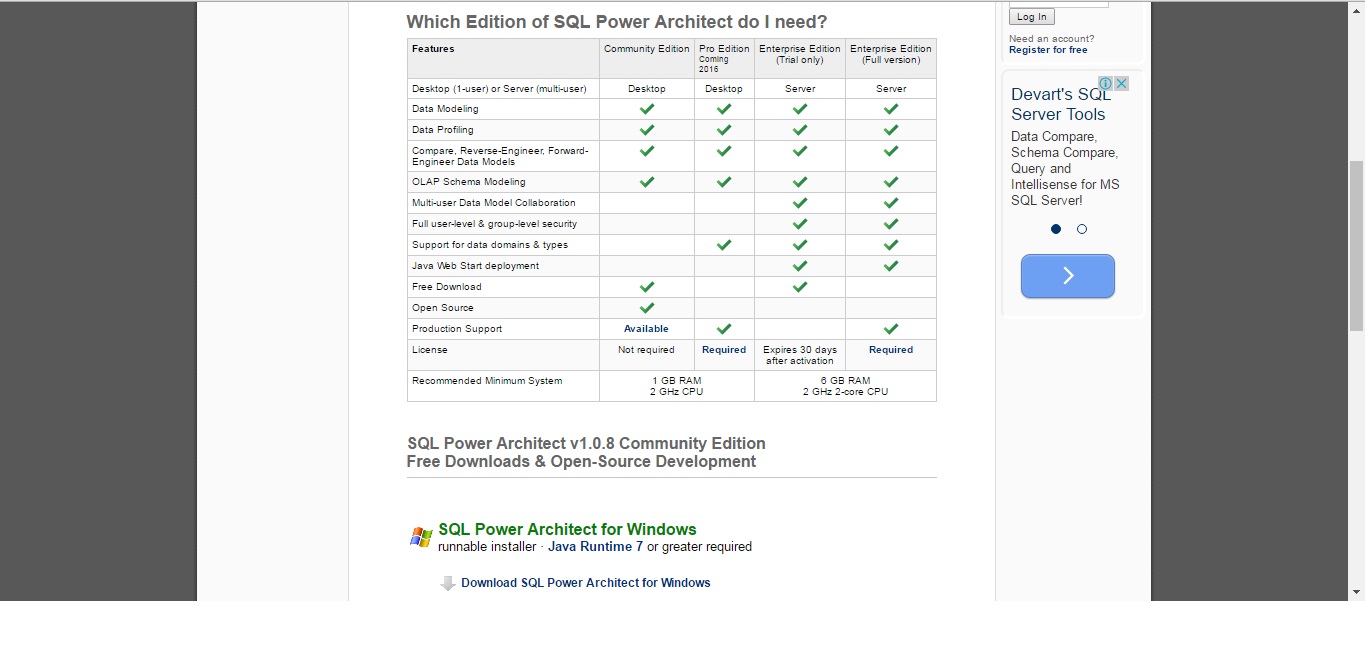 Which Edition of SQL Power Architect do I need?
Features
Community Edition
Pro Edition
Coming
2016
Enterprise Edition
(Trial only)
Enterprise Edition
(Full version)
Desktop (1-user) or Server (multi-user)
Desktop
Desktop
Server
Server
Data Modeling
Data Profiling
Compare, Reverse-Engineer, Forward-
Engineer Data Models
OLAP Schema Modeling
Multi-user Data Model Collaboration
Full user-level & group-level security
Support for data domains & types
Java Web Start deployment
Free Download
Open Source
Production Support
Available
License
Not required
Required
Expires 30 days
after activation
Required
Recommended Minimum System
1 GB RAM
2 GHz CPU
6 GB RAM
2 GHz 2-core CPU
SQL Power Architect v1.0.8 Community Edition
Free Downloads & Open-Source Development
SQL Power Architect for Windows
runnable installer · Java Runtime 7 or greater required
Download SQL Power Architect for Windows
Log In
Need an account?
Register for free
Devart's SQL
Server Tools
Data Compare,
Schema Compare,
Query and
Intellisense for MS
SQL Server!